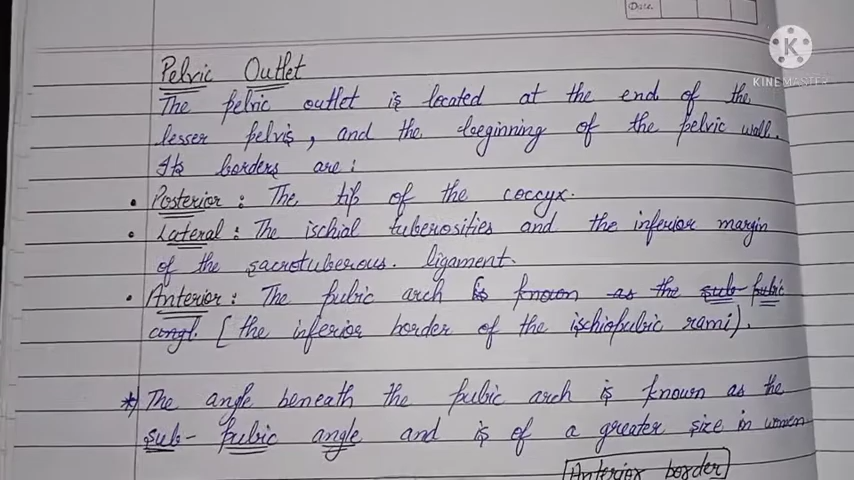 Date.
K
KINEMASTER
Pelvic Outlet
The pelvic outlet is located at the end of the
lesser pelvis, and the beginning of the pelvic wall.
Its borders are:
• Posterior: The tip of the coccyx.
• Lateral: The ischial tuberosities and the inferior margin
of the sacrotuberous. ligament.
• Anterior: The pubic arch is known as the sub-pubic
congl. [the inferior border of the ischiopubic rami).
* The angle beneath the pubic arch is known as the
sub-pubic angle and is of a greater size in women
Anterior border